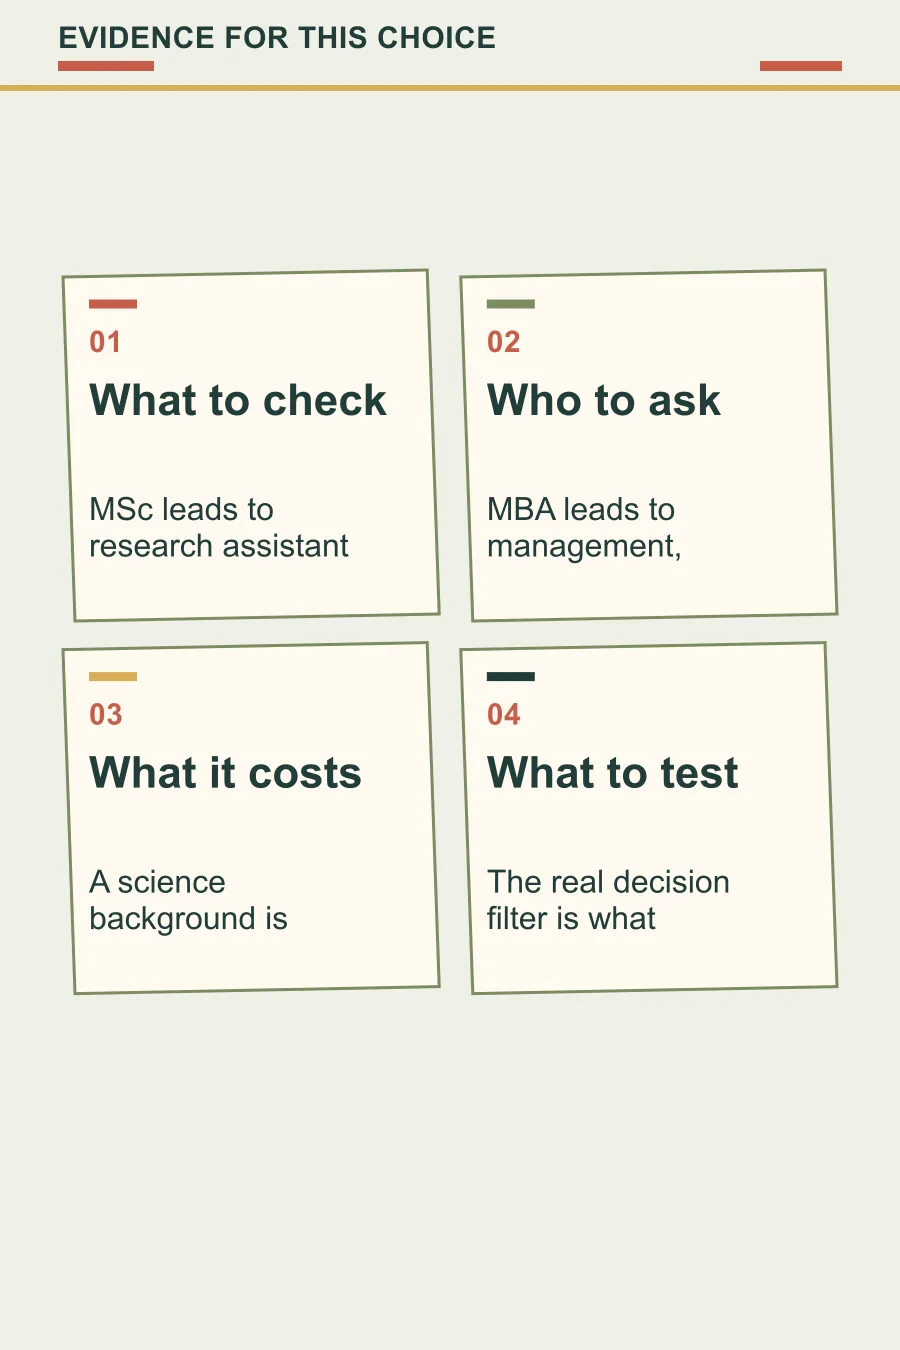 EVIDENCE FOR THIS CHOICE
01
What to check
MSc leads to
research assistant
02
Who to ask
MBA leads to
management,
03
What it costs
A science
background is
04
What to test
The real decision
filter is what